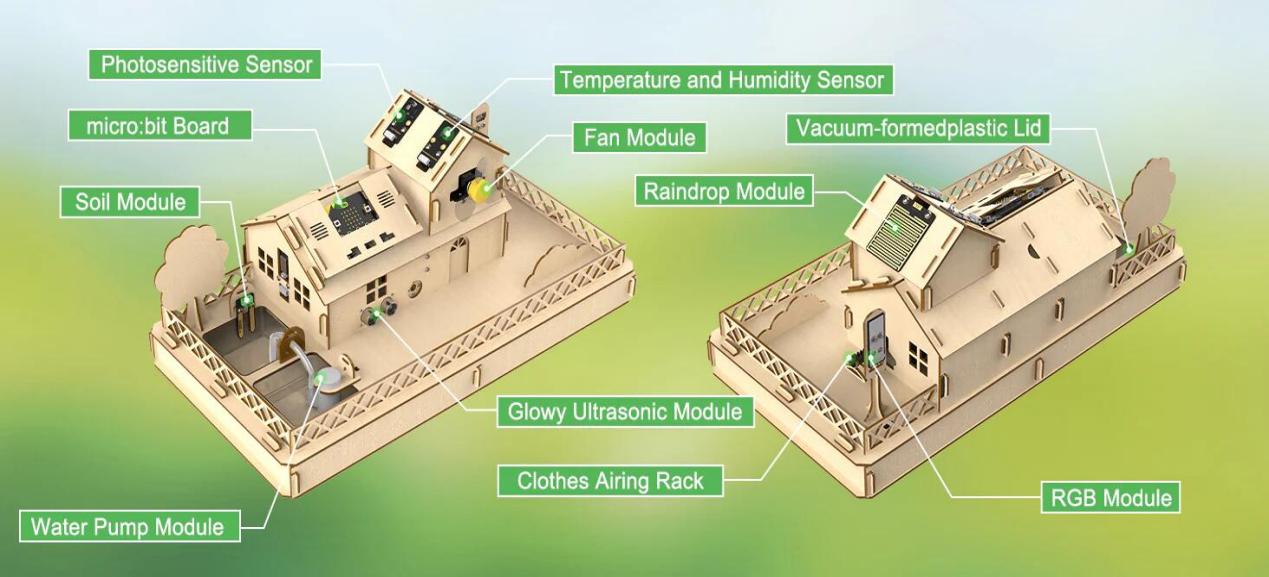 Photosensitive Sensor
Temperature and Humidity Sensor
micro:bit Board
Fan Module
Vacuum-formedplastic Lid
Soil Module
Raindrop Module
Glowy Ultrasonic Module
Clothes Airing Rack
RGB Module
Water Pump Module